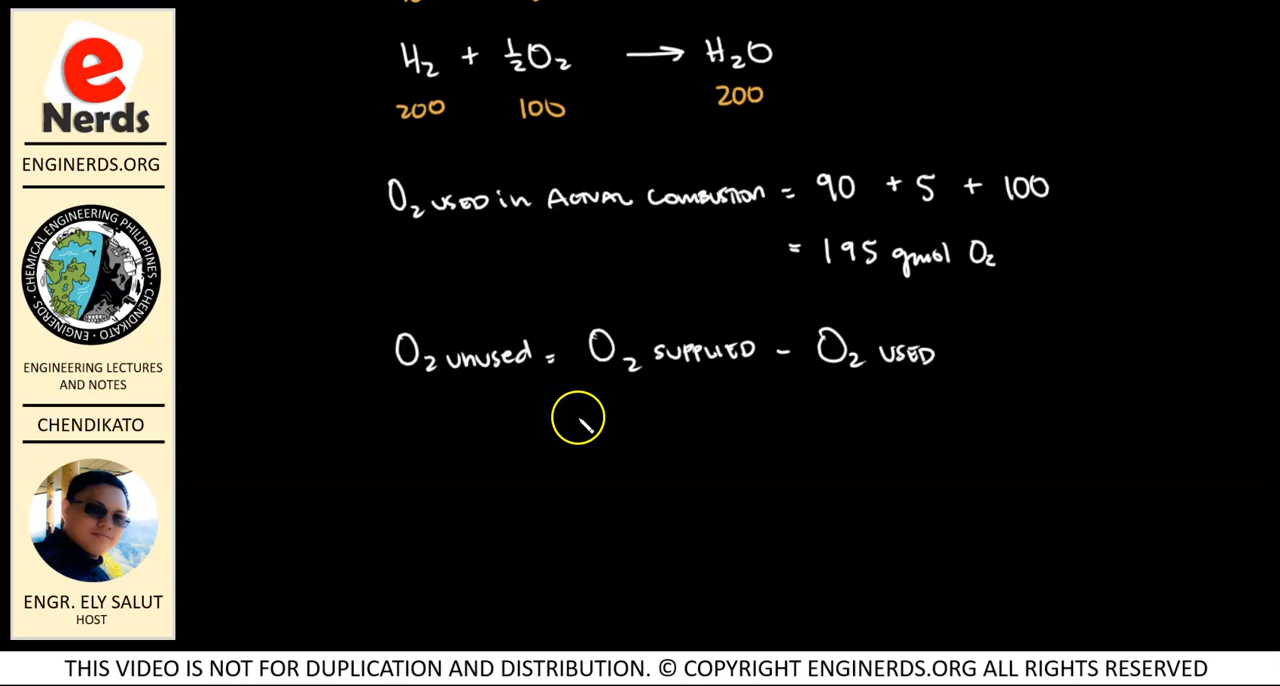 e
Nerds
ENGINERDS.ORG
CHEMICAL ENGINEERING PHILIPPINES
CHENDIKATO · ENGINERDS
ENGINEERING LECTURES
AND NOTES
CHENDIKATO
ENGR. ELY SALUT
HOST
H₂ + ½O₂ → H₂O
200 100 200
O₂ USED in ACTUAL COMBUSTION = 90 + 5 + 100
= 195 gmol O₂
O₂ unused = O₂ SUPPLIED - O₂ USED
THIS VIDEO IS NOT FOR DUPLICATION AND DISTRIBUTION. © COPYRIGHT ENGINERDS.ORG ALL RIGHTS RESERVED